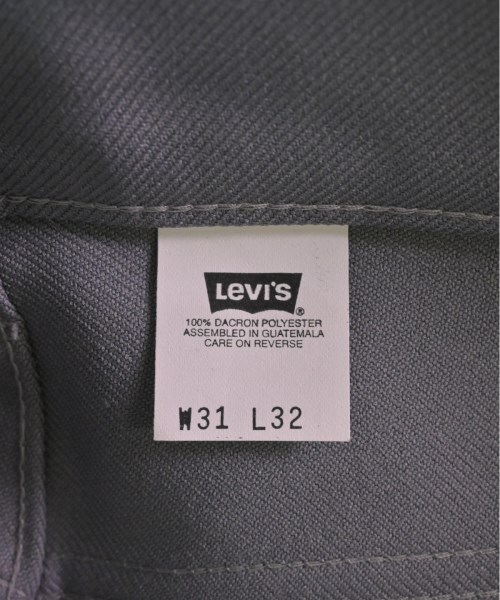 Levi's®
100% DACRON POLYESTER
ASSEMBLED IN GUATEMALA
CARE ON REVERSE
W31 L32